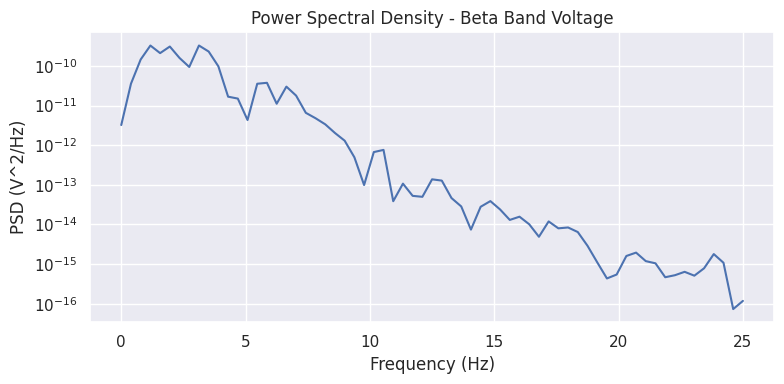 Power Spectral Density - Beta Band Voltage
PSD (V^2/Hz)
10⁻¹⁰
10⁻¹¹
10⁻¹²
10⁻¹³
10⁻¹⁴
10⁻¹⁵
10⁻¹⁶
0 5 10 15 20 25
Frequency (Hz)